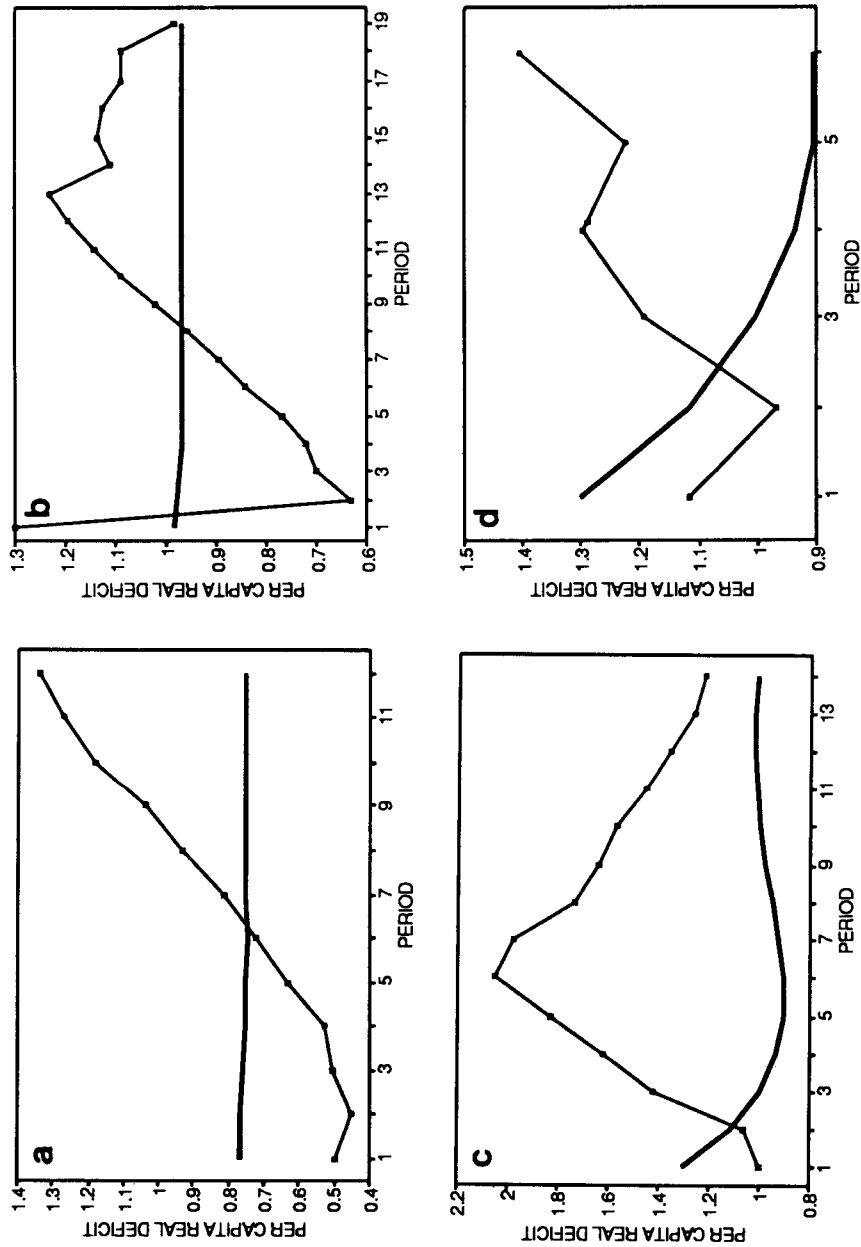 a
PER CAPITA REAL DEFICIT
1.4
1.3
1.2
1.1
1
0.9
0.8
0.7
0.6
0.5
0.4
1 3 5 7 9 11
PERIOD
b
PER CAPITA REAL DEFICIT
1.3
1.2
1.1
1
0.9
0.8
0.7
0.6
1 3 5 7 9 11 13 15 17 19
PERIOD
c
PER CAPITA REAL DEFICIT
2.2
2
1.8
1.6
1.4
1.2
1
0.8
1 3 5 7 9 11 13
PERIOD
d
PER CAPITA REAL DEFICIT
1.5
1.4
1.3
1.2
1.1
1
0.9
1 3 5
PERIOD